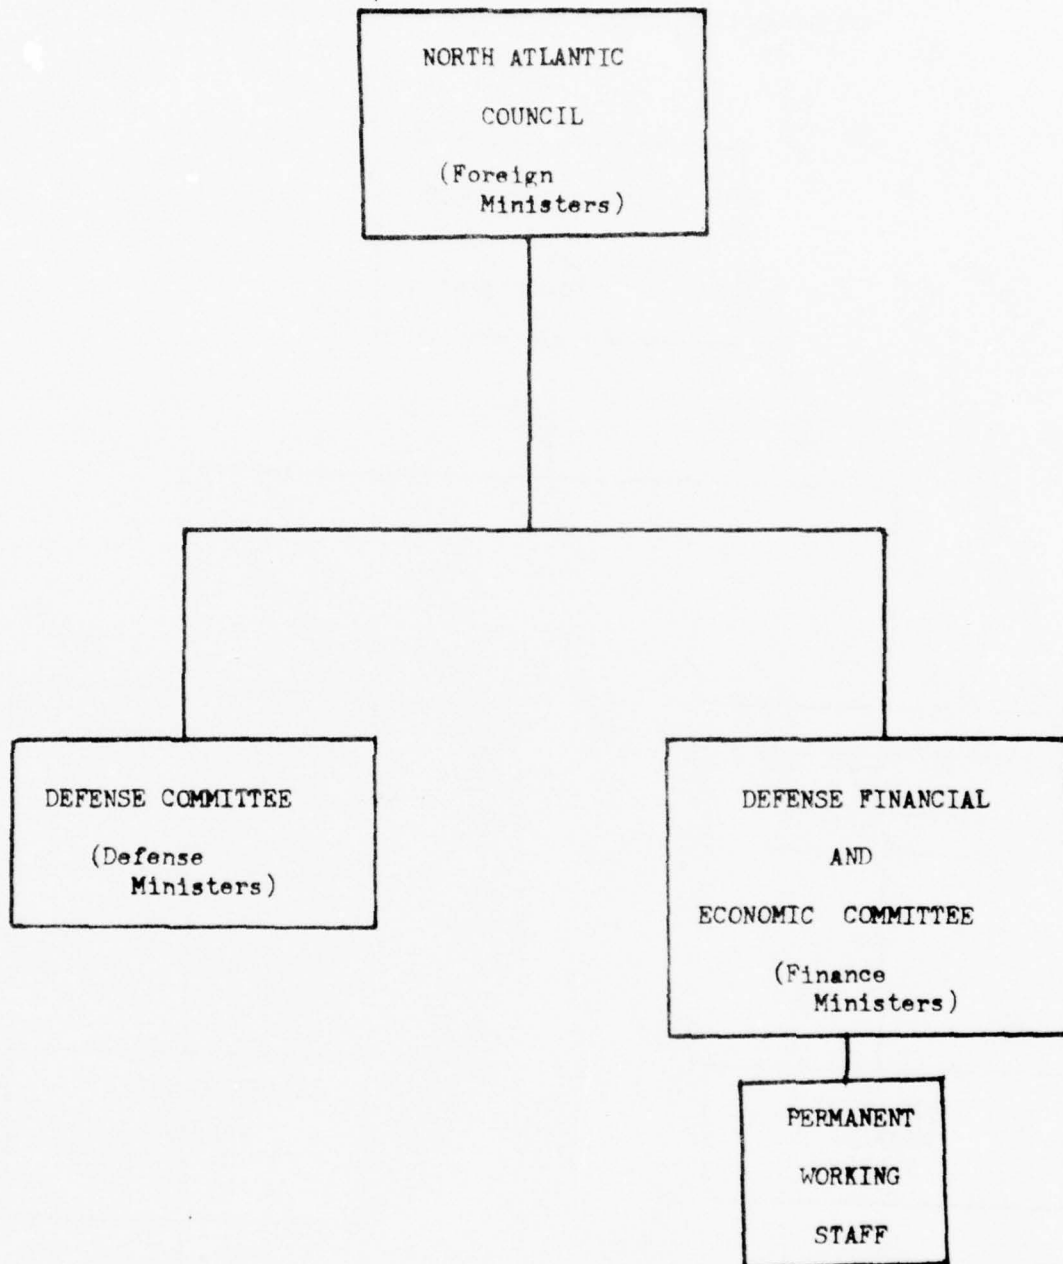 NORTH ATLANTIC
COUNCIL
(Foreign
Ministers)
DEFENSE COMMITTEE
(Defense
Ministers)
DEFENSE FINANCIAL
AND
ECONOMIC COMMITTEE
(Finance
Ministers)
PERMANENT
WORKING
STAFF